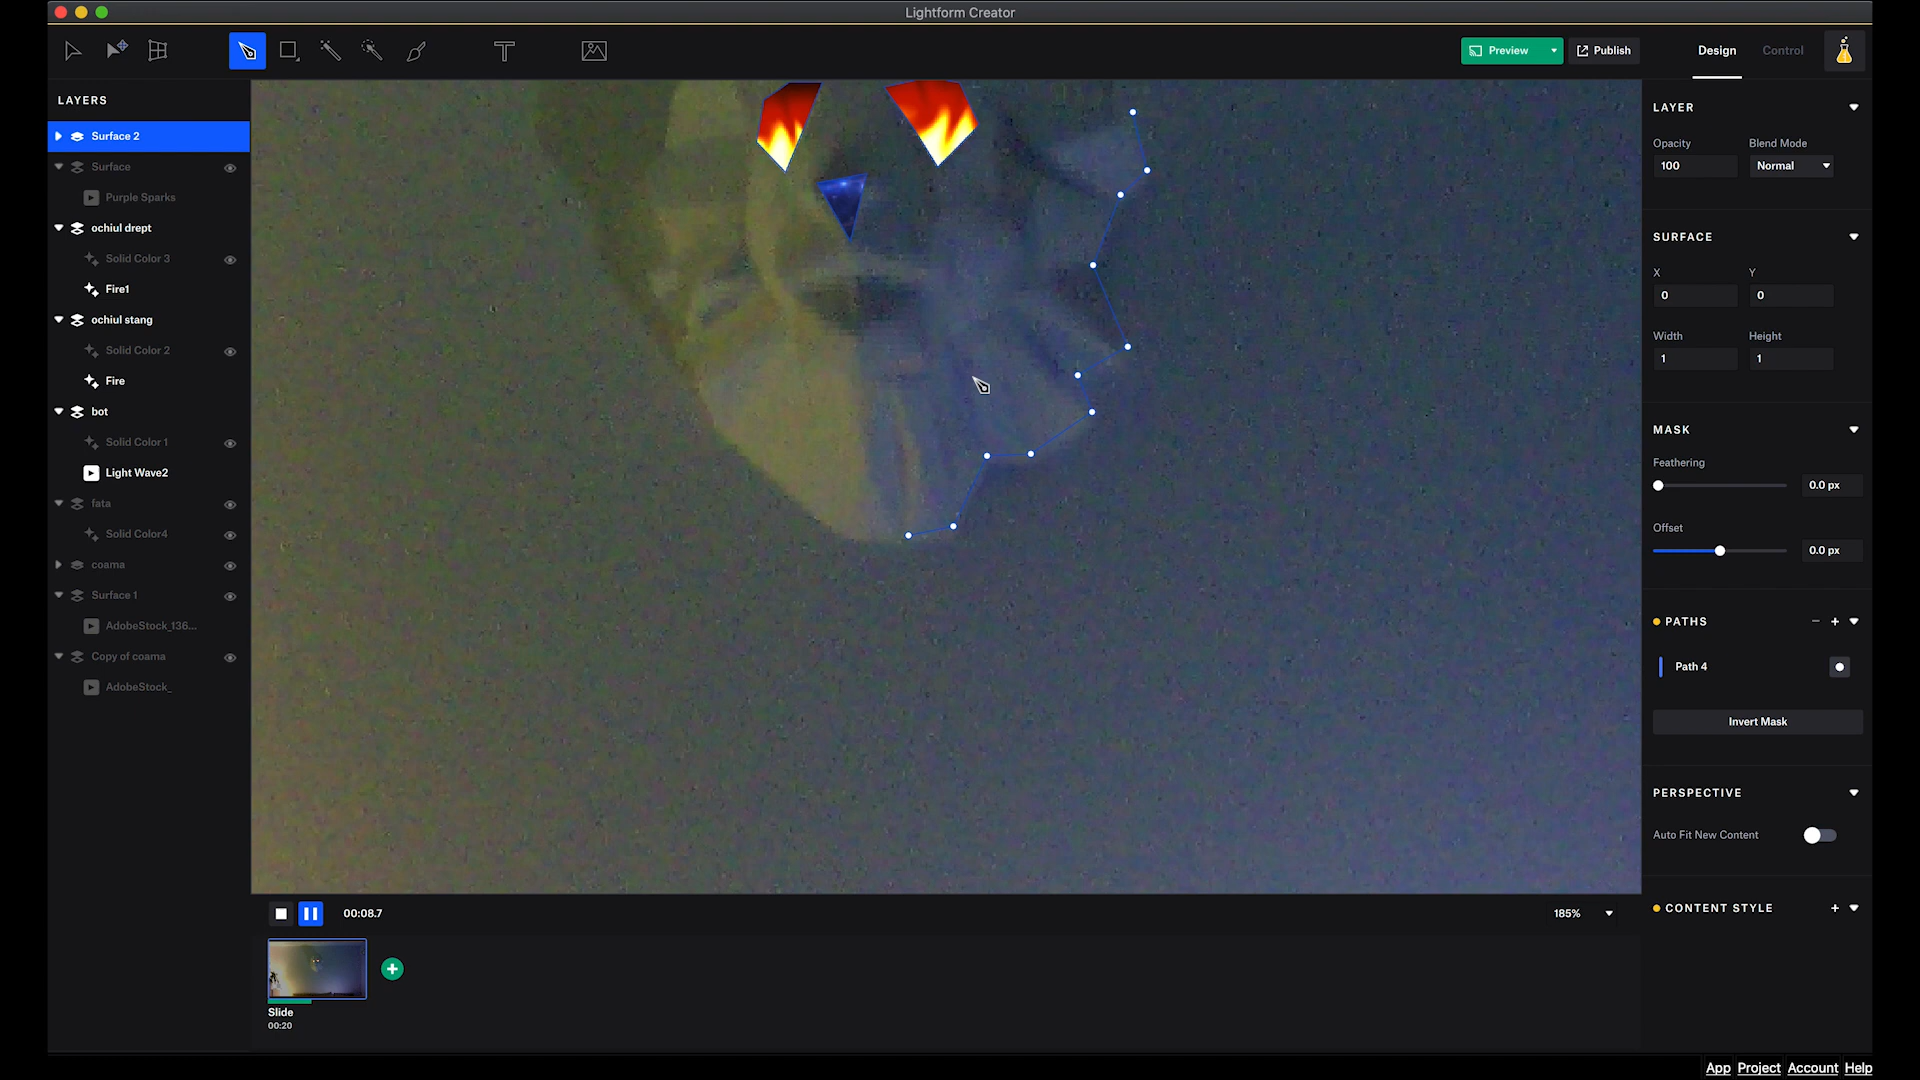 Lightform Creator
Preview
Publish
Design
Control
LAYERS
Surface 2
Surface
Purple Sparks
ochiul drept
Solid Color 3
Fire1
ochiul stang
Solid Color 2
Fire
bot
Solid Color 1
Light Wave2
fata
Solid Color4
coama
Surface 1
AdobeStock_136...
Copy of coama
AdobeStock_
LAYER
Opacity
Blend Mode
100
Normal
SURFACE
X
Y
0
0
Width
Height
1
1
MASK
Feathering
0.0 px
Offset
0.0 px
PATHS
Path 4
Invert Mask
PERSPECTIVE
Auto Fit New Content
CONTENT STYLE
00:08.7
185%
Slide
00:20
App Project Account Help